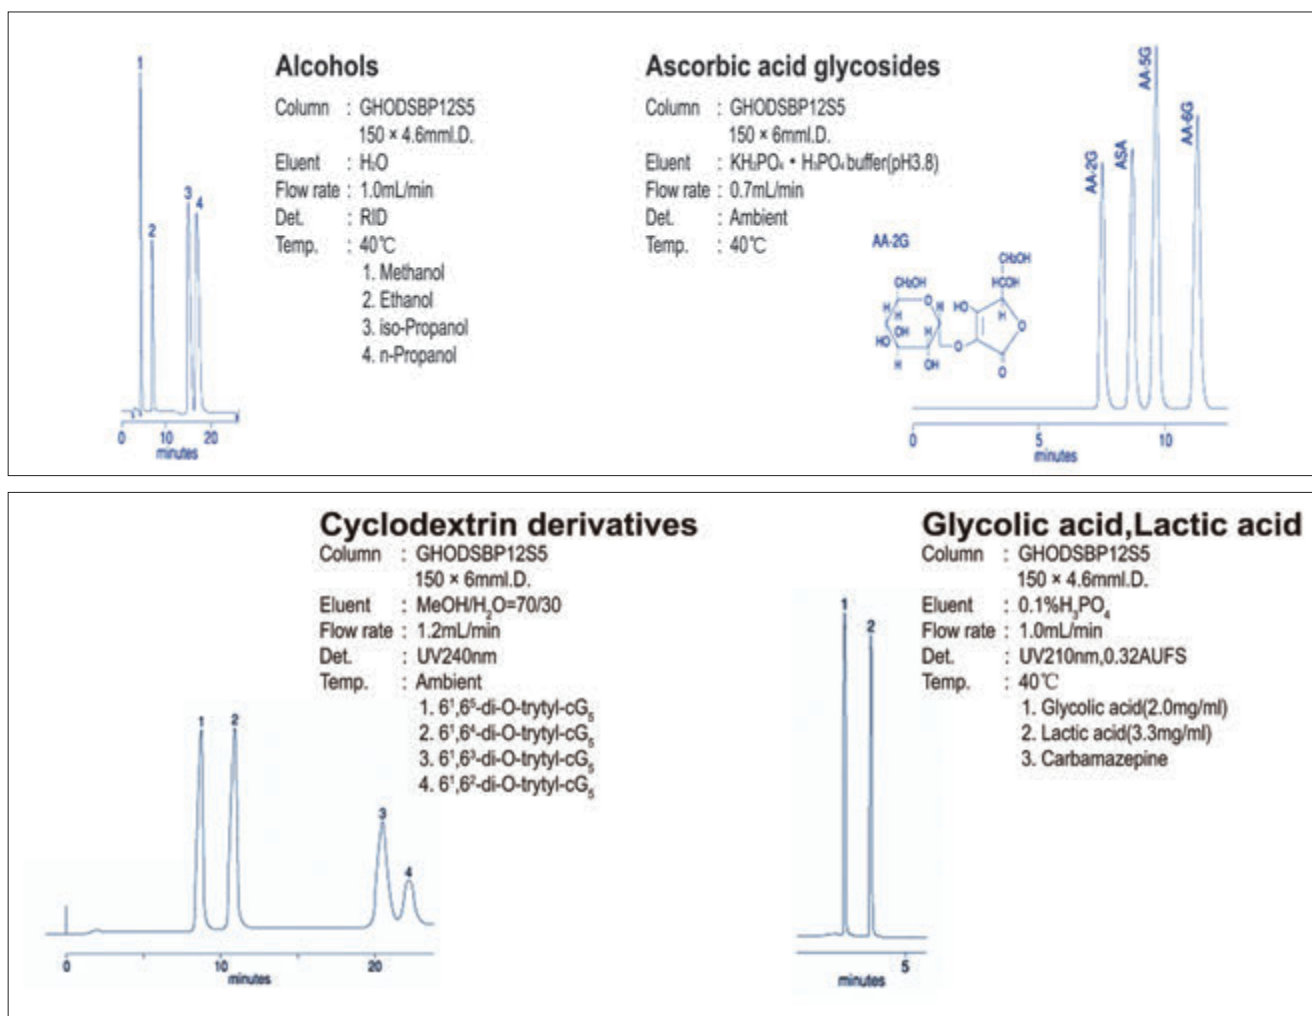 Alcohols
Column : GHODSBP12S5
150 × 4.6mmI.D.
Eluent : H₂O
Flow rate : 1.0mL/min
Det. : RID
Temp. : 40℃
1. Methanol
2. Ethanol
3. iso-Propanol
4. n-Propanol
1
2
3
4
0 10 20
minutes
Ascorbic acid glycosides
Column : GHODSBP12S5
150 × 6mmI.D.
Eluent : KH₂PO₄ • H₃PO₄ buffer(pH3.8)
Flow rate : 0.7mL/min
Det. : Ambient
Temp. : 40℃
AA-2G
CH₂OH
HCOH
CH₂OH
O
H
HO
H
H
H
O
H
OH
H
HO
O
H
OH
O
AA-2G
ASA
AA-5G
AA-6G
0 5 10
minutes
Cyclodextrin derivatives
Column : GHODSBP12S5
150 × 6mmI.D.
Eluent : MeOH/H₂O=70/30
Flow rate : 1.2mL/min
Det. : UV240nm
Temp. : Ambient
1. 6¹,6⁵-di-O-trytyl-cG₅
2. 6¹,6⁴-di-O-trytyl-cG₅
3. 6¹,6³-di-O-trytyl-cG₅
4. 6¹,6²-di-O-trytyl-cG₅
1
2
3
4
0 10 20
minutes
Glycolic acid,Lactic acid
Column : GHODSBP12S5
150 × 4.6mmI.D.
Eluent : 0.1%H₃PO₄
Flow rate : 1.0mL/min
Det. : UV210nm,0.32AUFS
Temp. : 40℃
1. Glycolic acid(2.0mg/ml)
2. Lactic acid(3.3mg/ml)
3. Carbamazepine
1
2
5
minutes